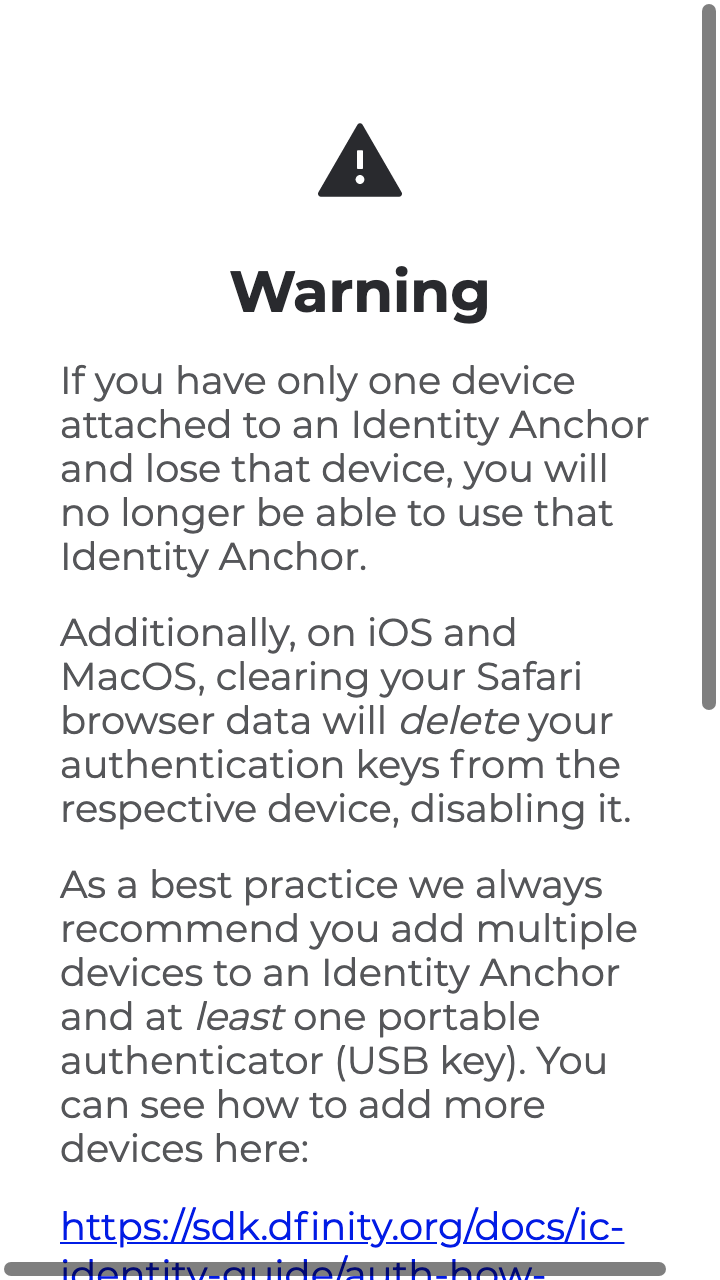 Warning
If you have only one device
attached to an Identity Anchor
and lose that device, you will
no longer be able to use that
Identity Anchor.
Additionally, on iOS and
MacOS, clearing your Safari
browser data will delete your
authentication keys from the
respective device, disabling it.
As a best practice we always
recommend you add multiple
devices to an Identity Anchor
and at least one portable
authenticator (USB key). You
can see how to add more
devices here:
https://sdk.dfinity.org/docs/ic-
identity-guide/auth-how-